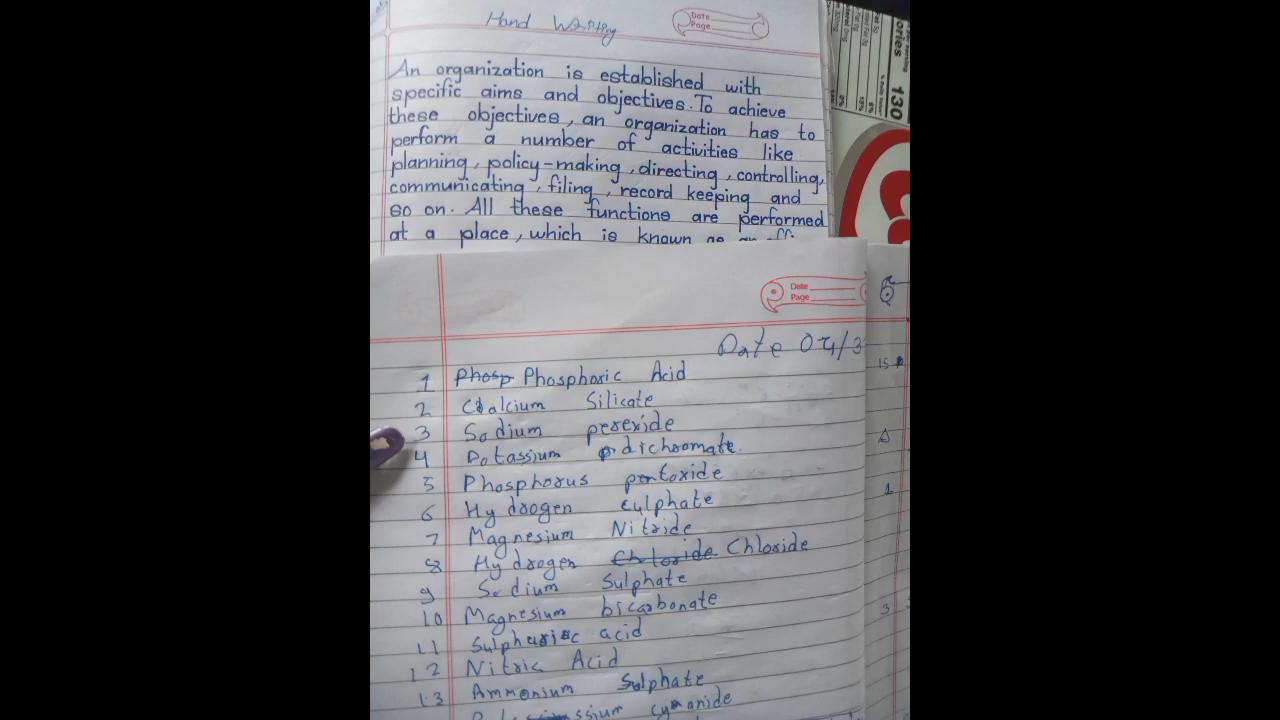 Hand Writing
Date
Page
An organization is established with
specific aims and objectives. To achieve
these objectives, an organization has to
perform a number of activities like
planning, policy-making, directing, controlling,
communicating, filing, record keeping and
so on. All these functions are performed
at a place, which is known as an
130
Date
Page
Date 04/3
1 Phosp Phosphoric Acid
2 Calcium Silicate
3 Sodium peroxide
4 Potassium dichromate
5 Phosphorus pentoxide
6 Hydrogen sulphate
7 Magnesium Nitride
8 Hydrogen Chloride Chloride
9 Sodium Sulphate
10 Magnesium bicarbonate
11 Sulphuric acid
12 Nitric Acid
13 Ammonium Sulphate
cyanide
15
1
3